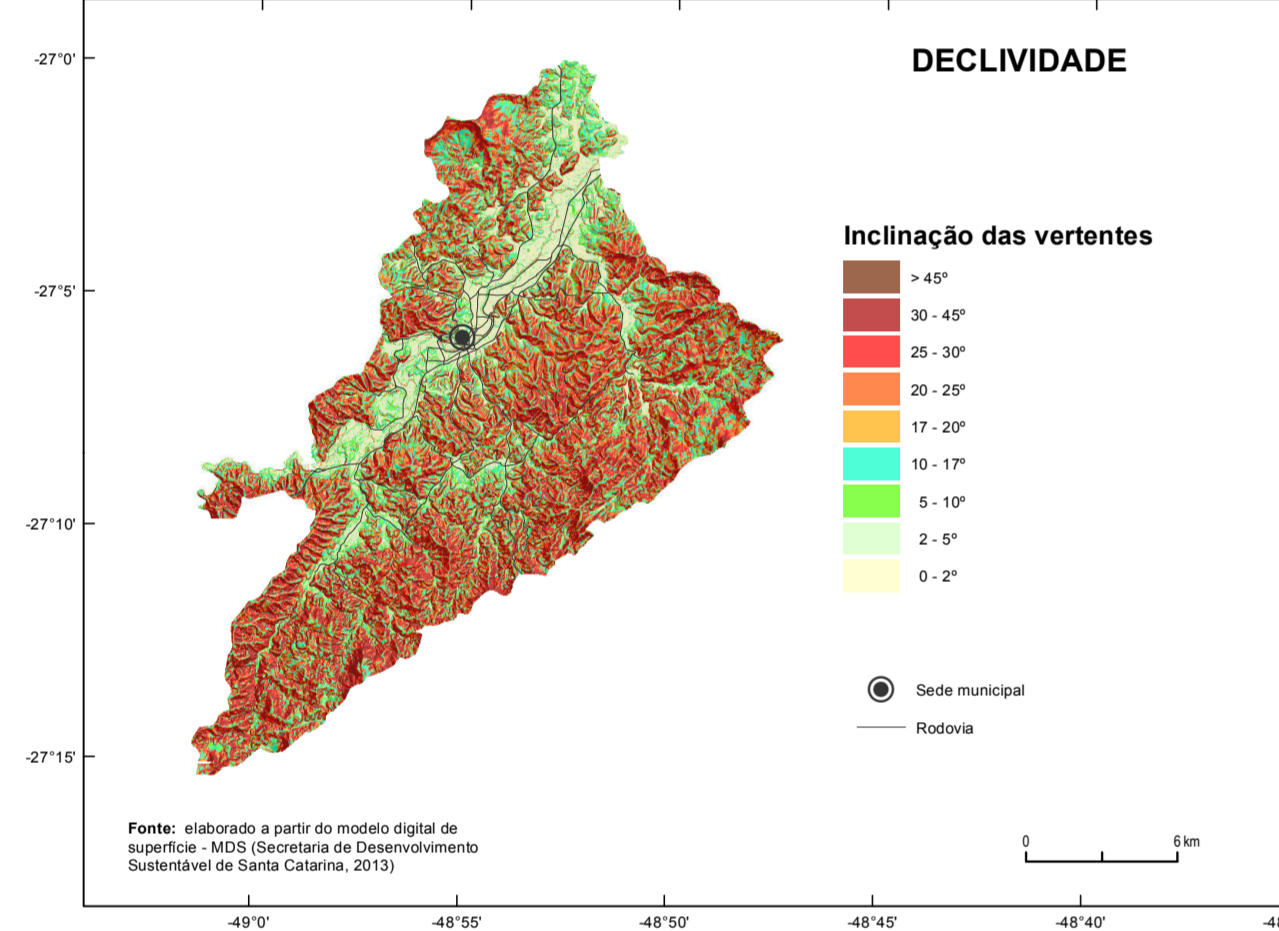 DECLIVIDADE
-27°0'
-27°5'
-27°10'
-27°15'
Inclinação das vertentes
> 45º
30 - 45º
25 - 30º
20 - 25º
17 - 20º
10 - 17º
5 - 10º
2 - 5º
0 - 2º
Sede municipal
Rodovia
Fonte: elaborado a partir do modelo digital de
superfície - MDS (Secretaria de Desenvolvimento
Sustentável de Santa Catarina, 2013)
0 6 km
-49°0' -48°55' -48°50' -48°45' -48°40'